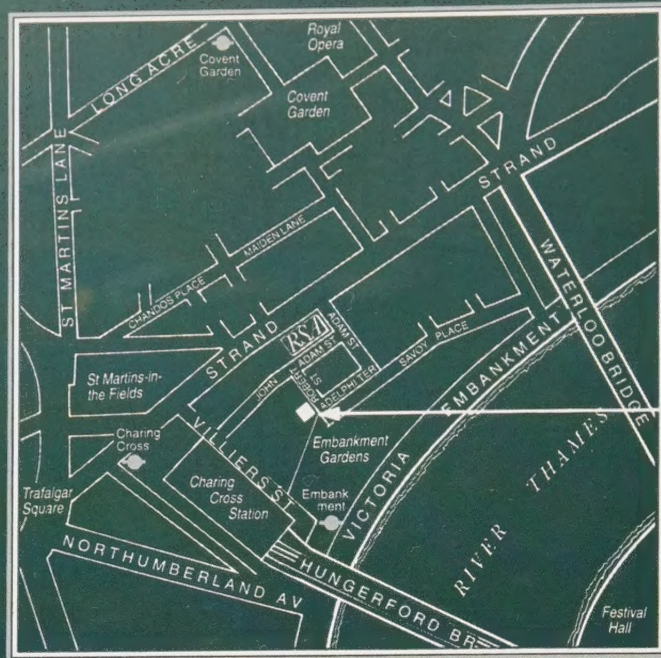 Royal
Opera
LONG ACRE
Covent
Garden
Covent
Garden
ST MARTINS LANE
STRAND
MAIDEN LANE
CHANDOS PLACE
WATERLOO BRIDGE
STRAND
RSA
ADAM ST
ADAM ST
SAVOY PLACE
JOHN
ROBERT
ST
ADELPHI TER
St Martins-in-
the Fields
VICTORIA EMBANKMENT
Charing
Cross
VILLIERS ST
Embankment
Gardens
Trafalgar
Square
Charing
Cross
Station
Embank
ment
RIVER THAMES
NORTHUMBERLAND AV
HUNGERFORD BR
Festival
Hall